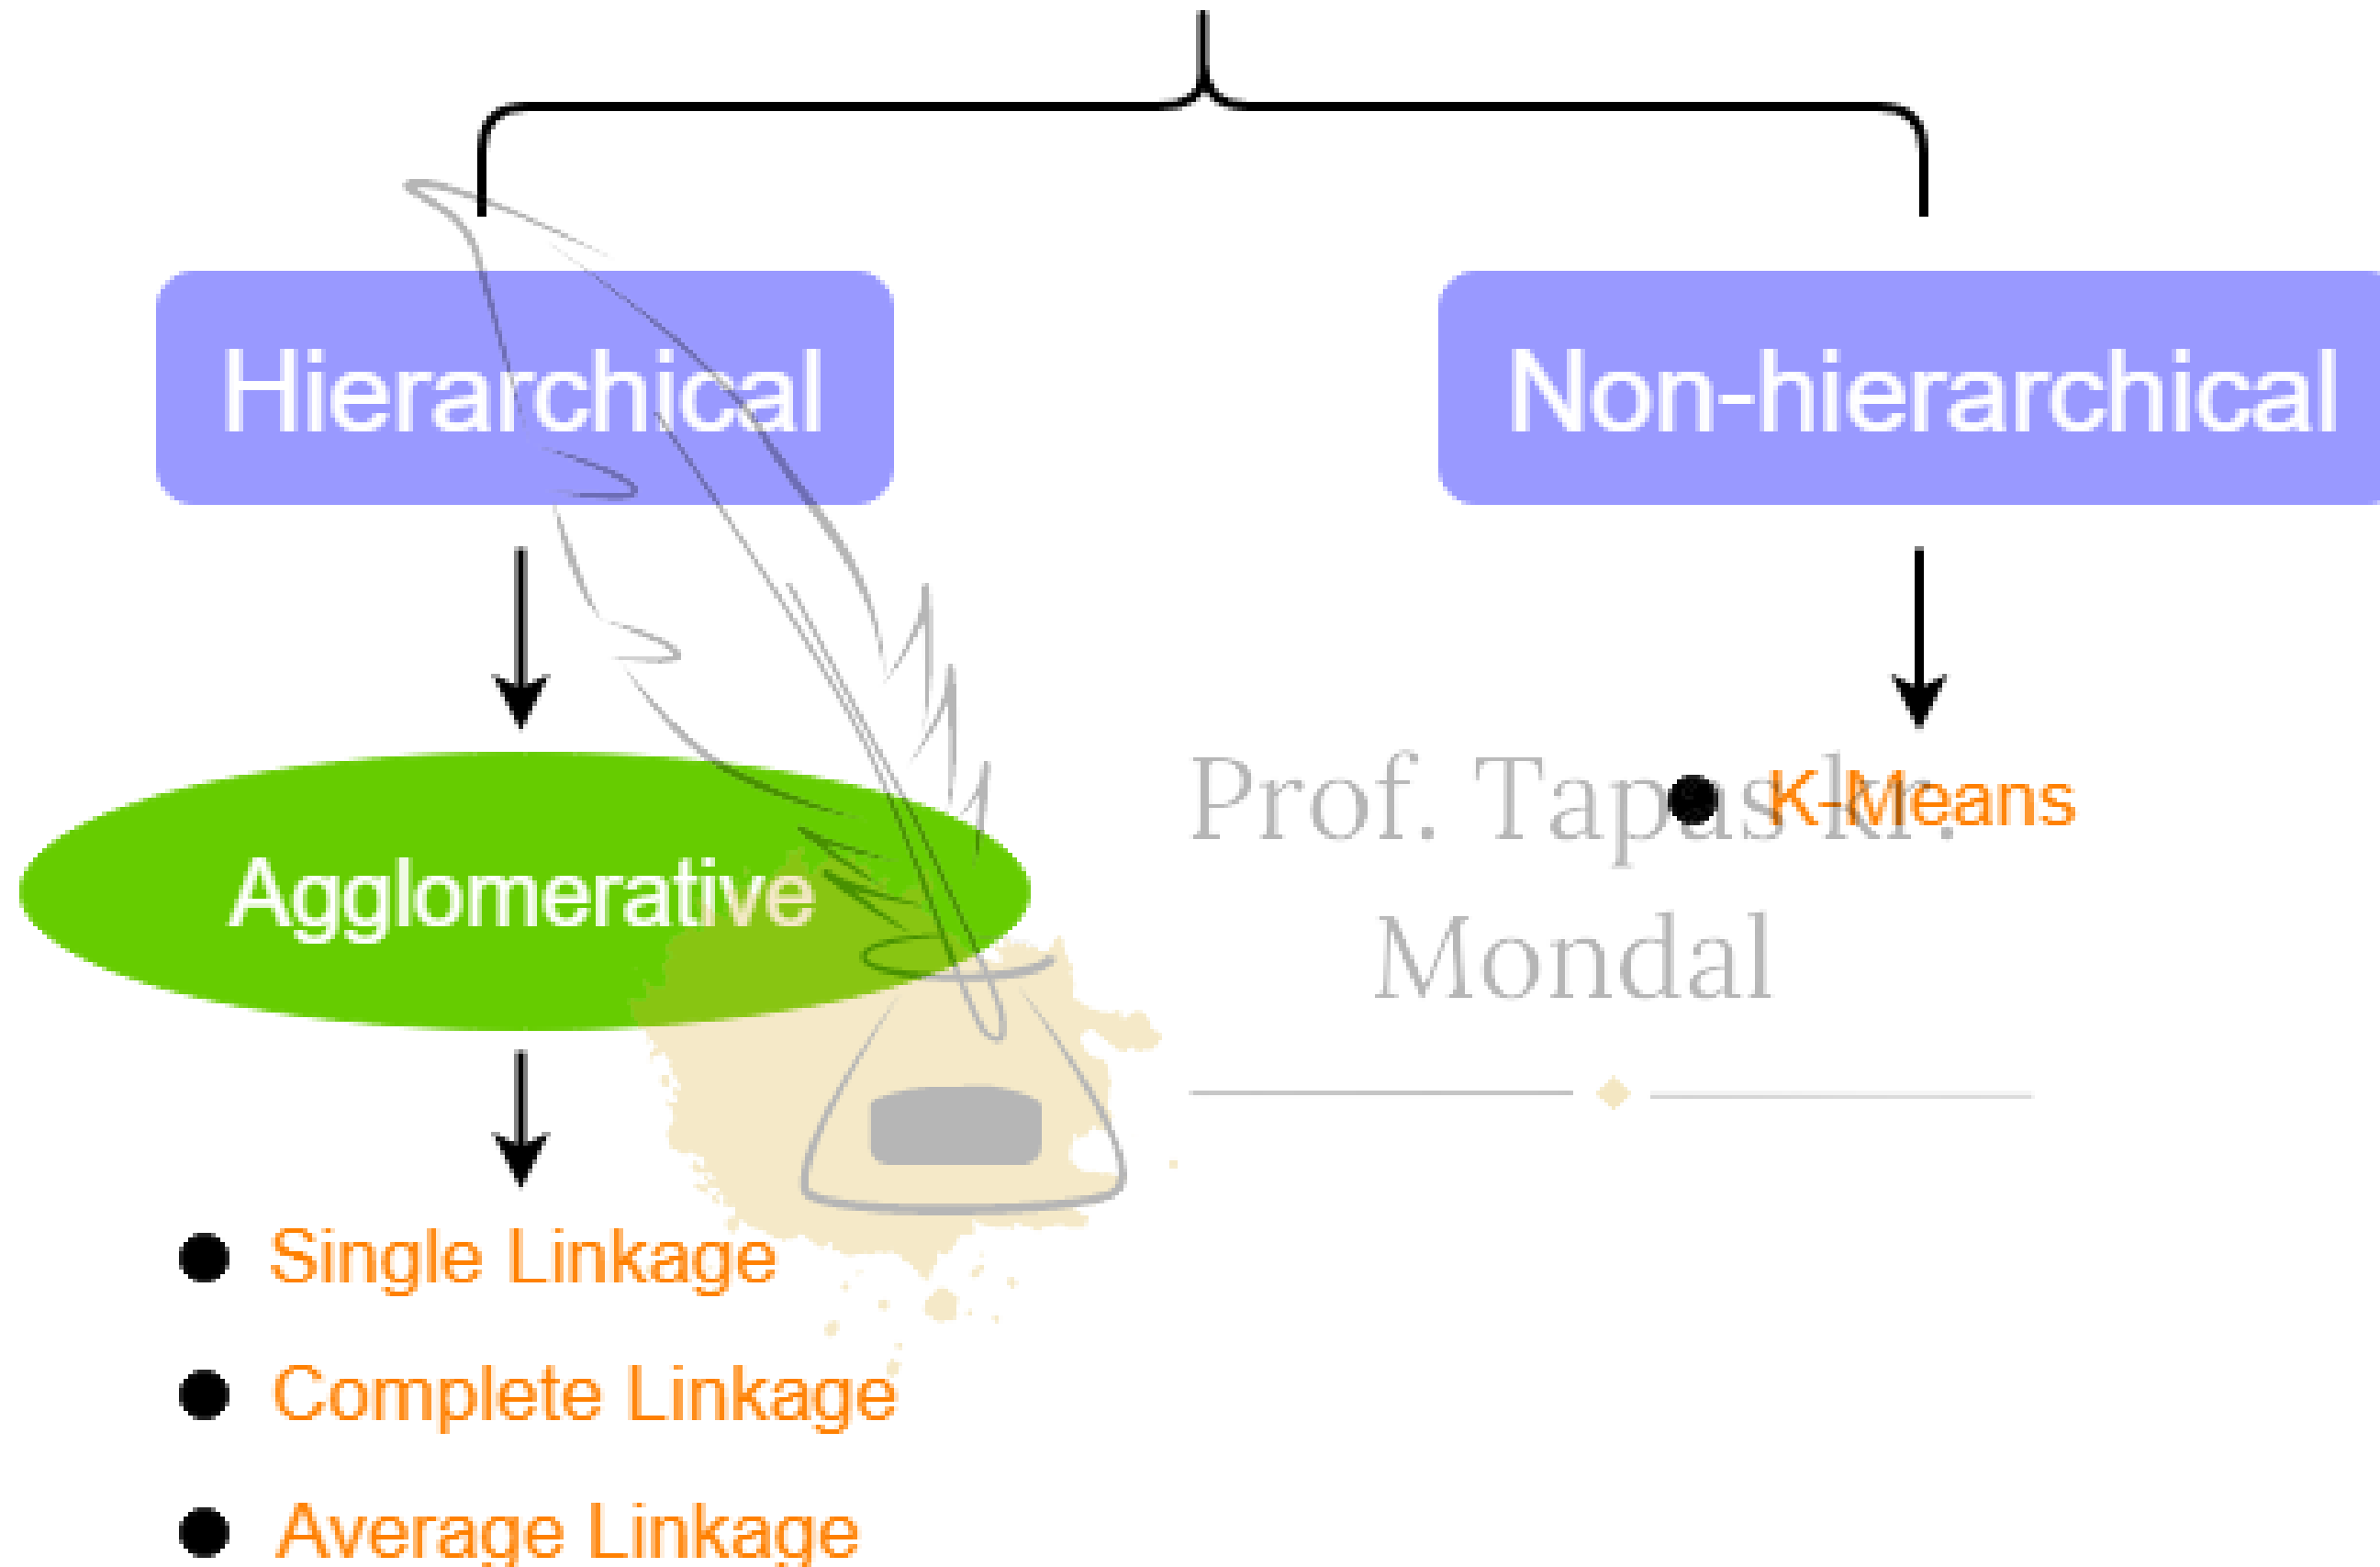 Hierarchical
Non-hierarchical
Agglomerative
K-Means
Prof. Tapas kr.
Mondal
Single Linkage
Complete Linkage
Average Linkage